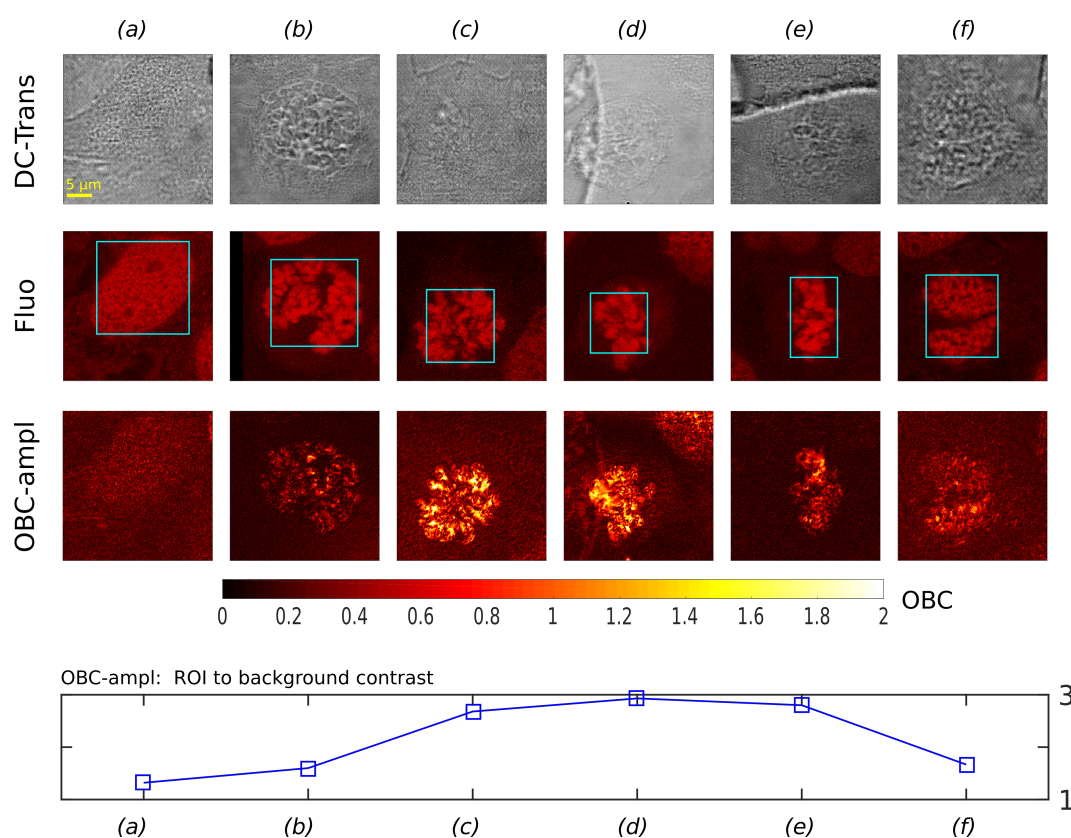 (a) (b) (c) (d) (e) (f)
DC-Trans
5 μm
Fluo
OBC-ampl
0 0.2 0.4 0.6 0.8 1 1.2 1.4 1.6 1.8 2
OBC
OBC-ampl: ROI to background contrast
3
1
(a) (b) (c) (d) (e) (f)